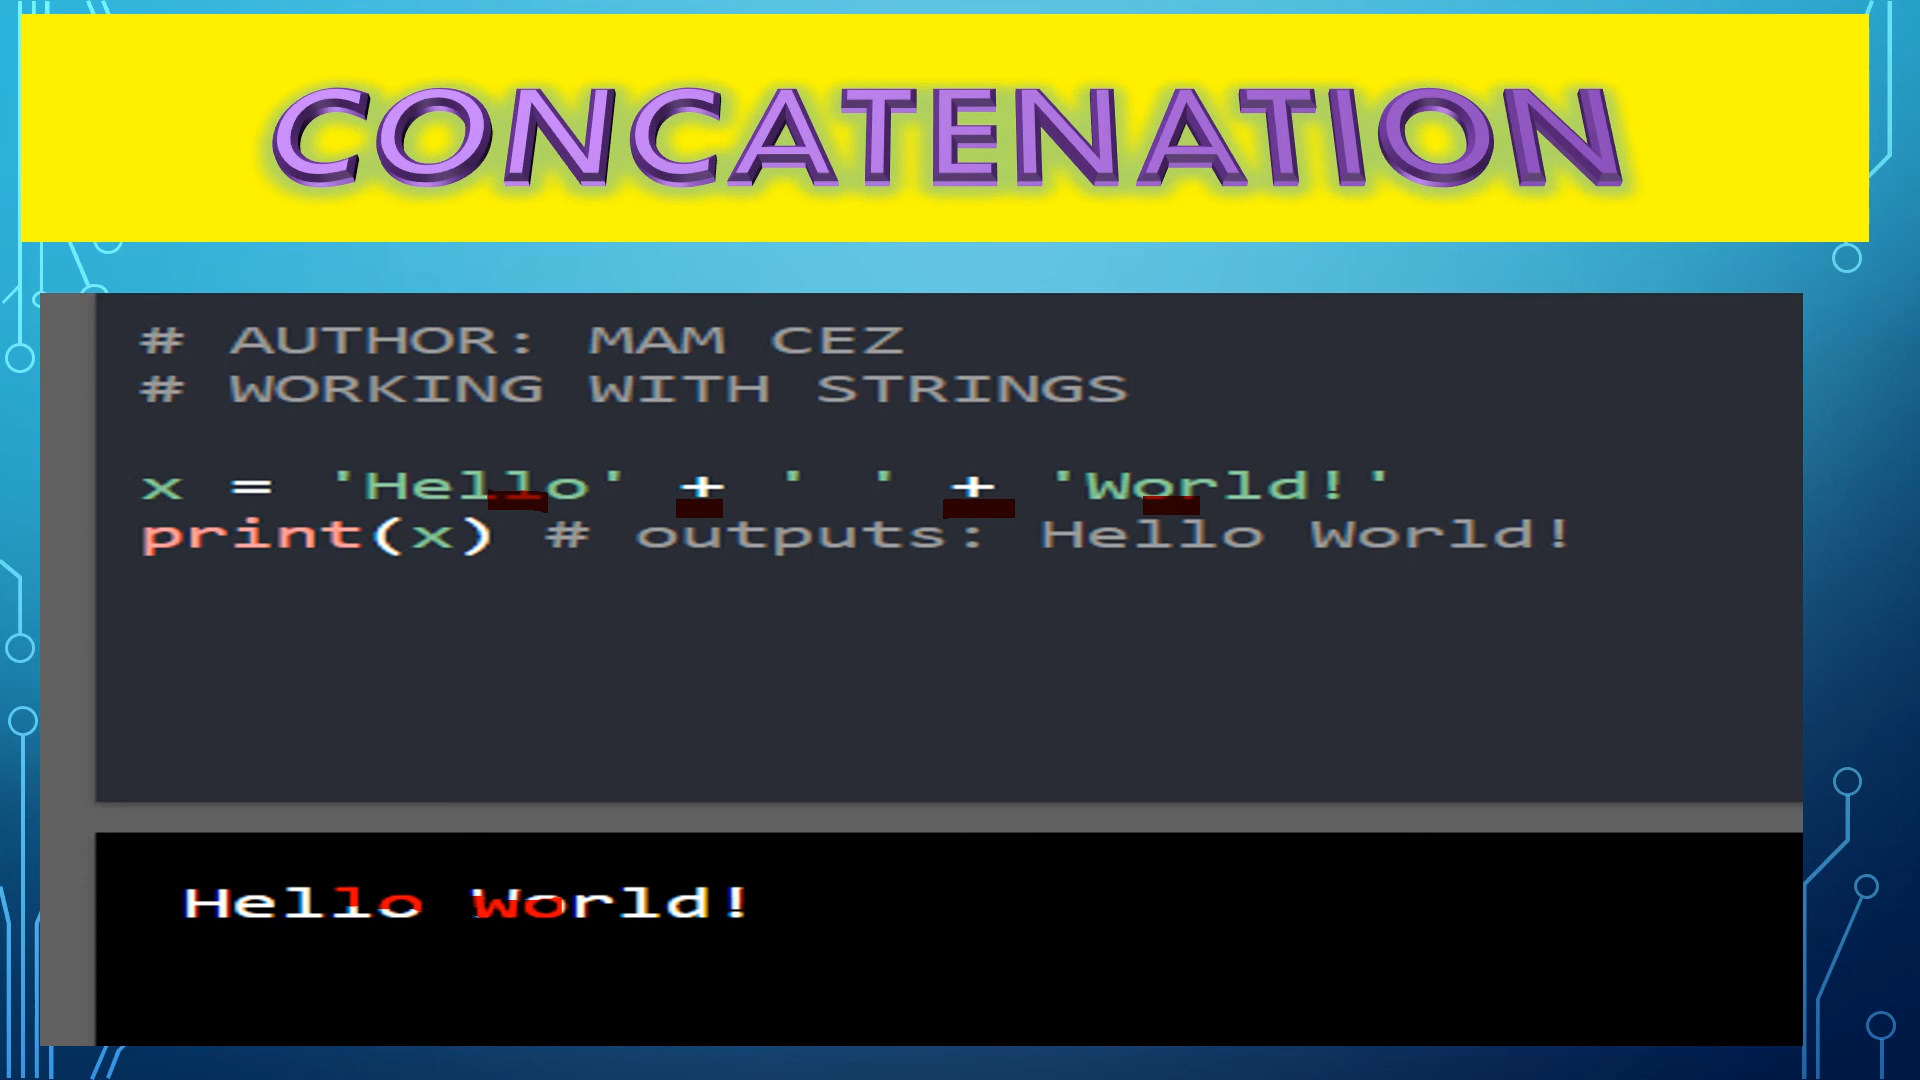 CONCATENATION
# AUTHOR: MAM CEZ
# WORKING WITH STRINGS
x = 'Hello' + ' ' + 'World!'
print(x) # outputs: Hello World!
Hello World!